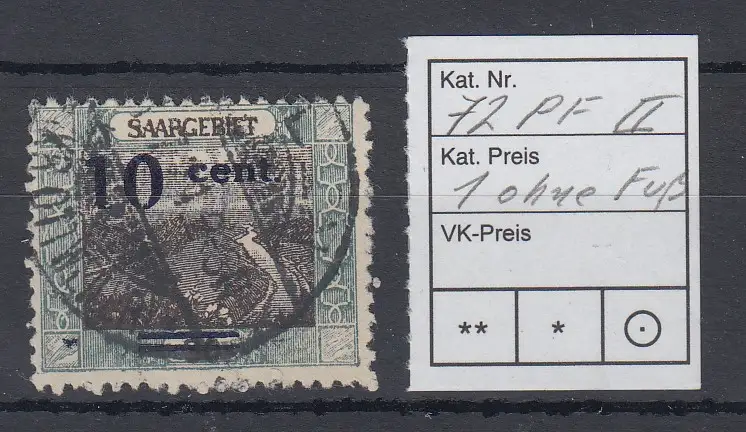 SAARGEBIET
10 cent.
Kat. Nr.
72 PF II
Kat. Preis
1 ohne Fuß
VK-Preis
** * ⊙